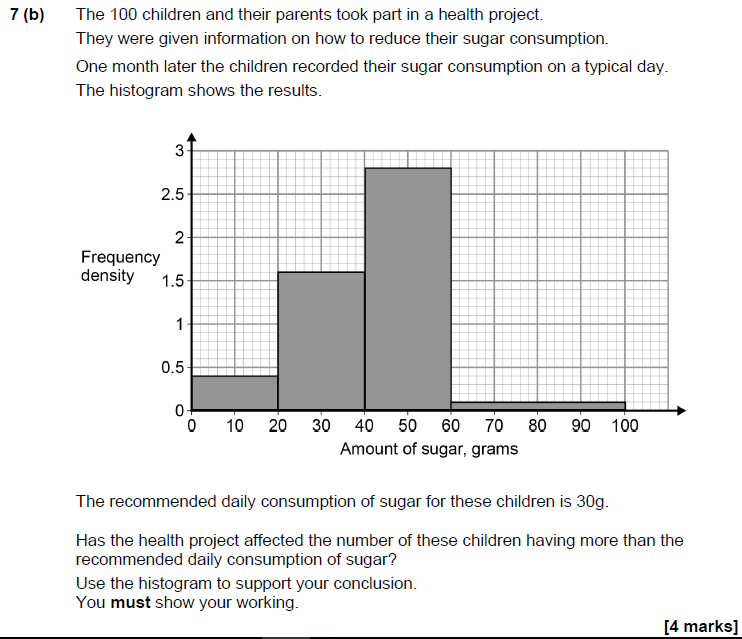 7 (b) The 100 children and their parents took part in a health project.
They were given information on how to reduce their sugar consumption.
One month later the children recorded their sugar consumption on a typical day.
The histogram shows the results.
3
2.5
2
Frequency
density
1.5
1
0.5
0
0 10 20 30 40 50 60 70 80 90 100
Amount of sugar, grams
The recommended daily consumption of sugar for these children is 30g.
Has the health project affected the number of these children having more than the
recommended daily consumption of sugar?
Use the histogram to support your conclusion.
You must show your working.
[4 marks]